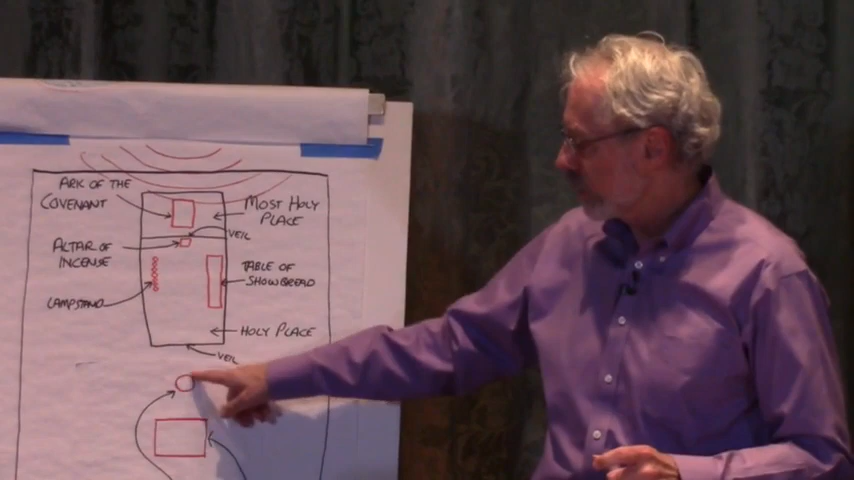 ARK OF THE
COVENANT
MOST HOLY
PLACE
VEIL
ALTAR OF
INCENSE
TABLE OF
SHOWBREAD
LAMPSTAND
HOLY PLACE
VEIL